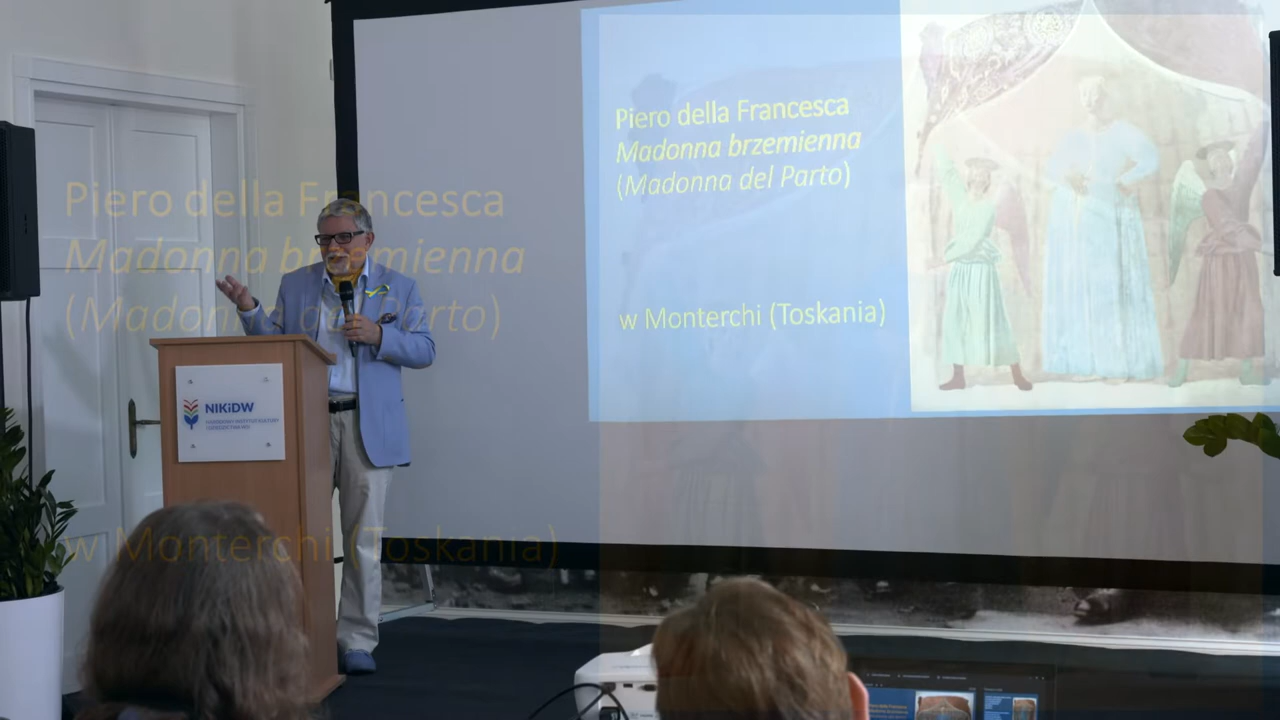 Piero della Francesca
Madonna brzemienna
(Madonna del Parto)
w Monterchi (Toskania)
Piero della Francesca
Madonna brzemienna
(Madonna del Parto)
w Monterchi (Toskania)
NIKiDW